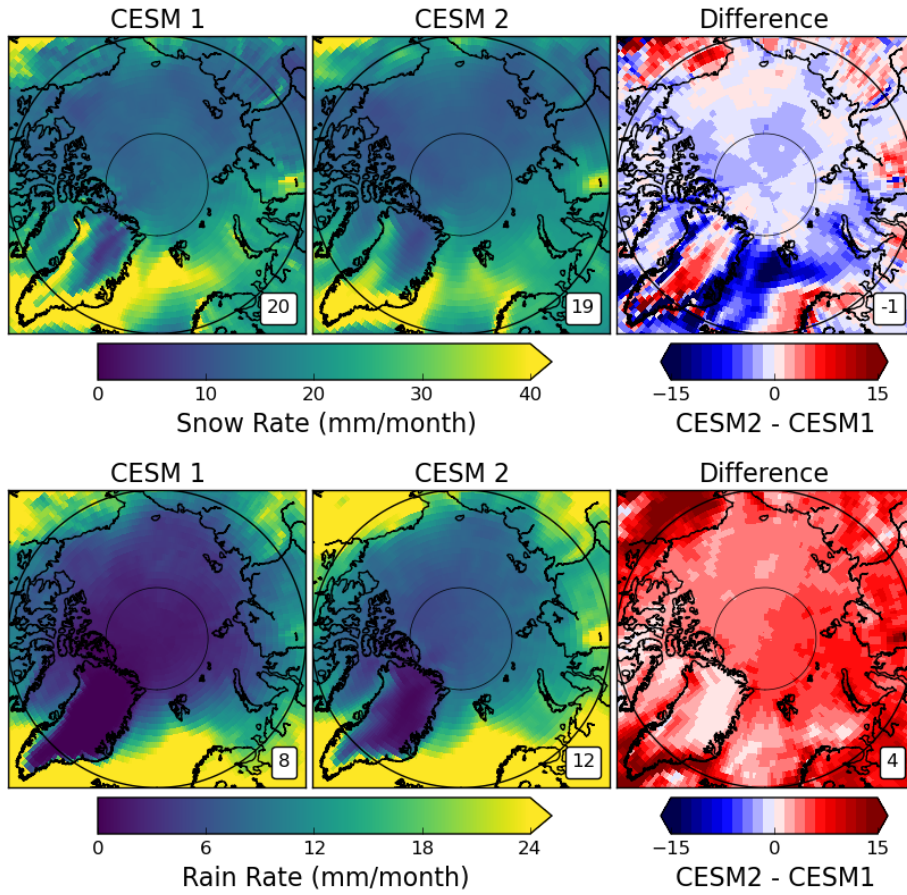 CESM 1 CESM 2 Difference
20 19 -1
0 10 20 30 40 −15 0 15
Snow Rate (mm/month) CESM2 - CESM1
CESM 1 CESM 2 Difference
8 12 4
0 6 12 18 24 −15 0 15
Rain Rate (mm/month) CESM2 - CESM1